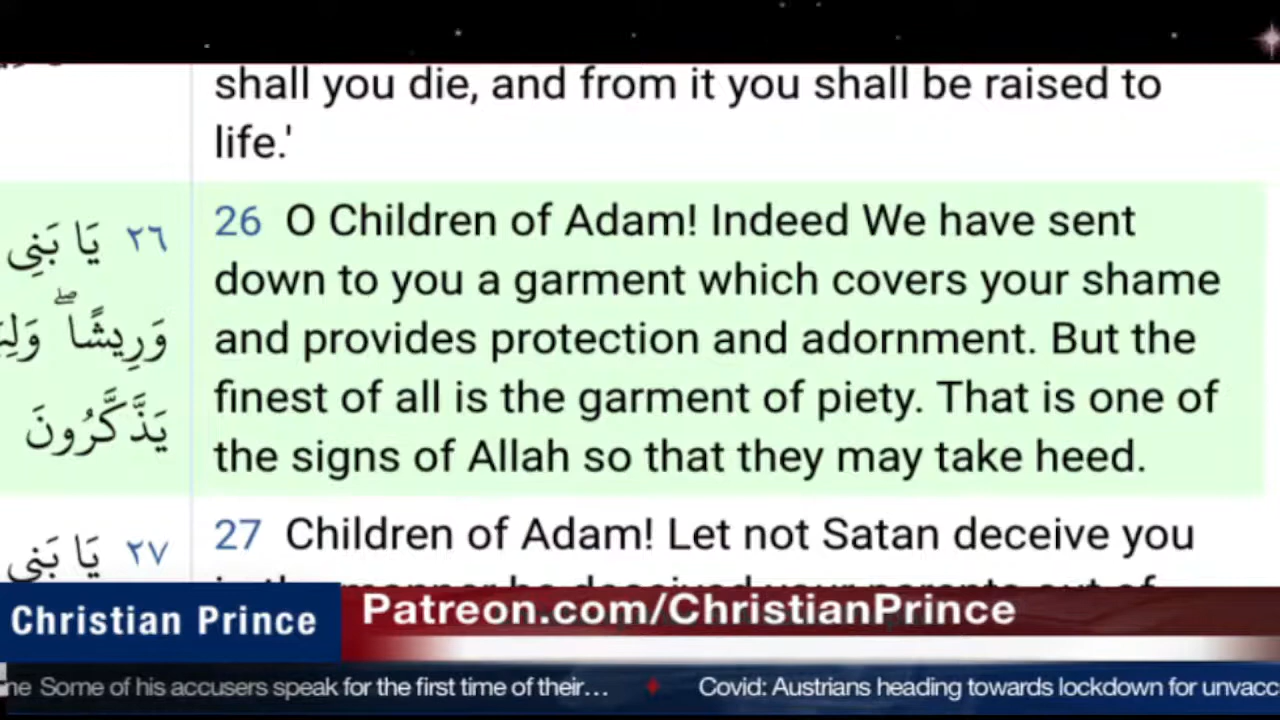 shall you die, and from it you shall be raised to
life.'
٢٦ يَا بَنِي
وَرِيشًا ۖ
يَذَّكَّرُونَ
26 O Children of Adam! Indeed We have sent
down to you a garment which covers your shame
and provides protection and adornment. But the
finest of all is the garment of piety. That is one of
the signs of Allah so that they may take heed.
٢٧ يَا بَنِي
27 Children of Adam! Let not Satan deceive you
Christian Prince
Patreon.com/ChristianPrince
Some of his accusers speak for the first time of their... Covid: Austrians heading towards lockdown for unvacc